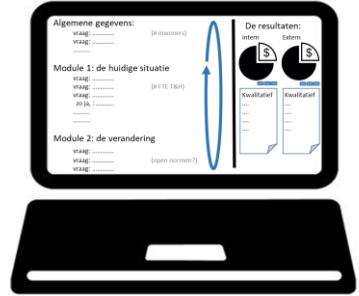 Algemene gegevens:
vraag: ............ (# inwoners)
vraag: ............
............
Module 1: de huidige situatie
vraag: ............
vraag: ............ (# FTE T&H)
zo ja, : .........
.........
.........
Module 2: de verandering
vraag: ............
vraag: ............ (open normen?)
vraag: ............
De resultaten:
intern Extern
$ $
Kwalitatief Kwalitatief
.... ....
.... ....
.... ....
.... ....